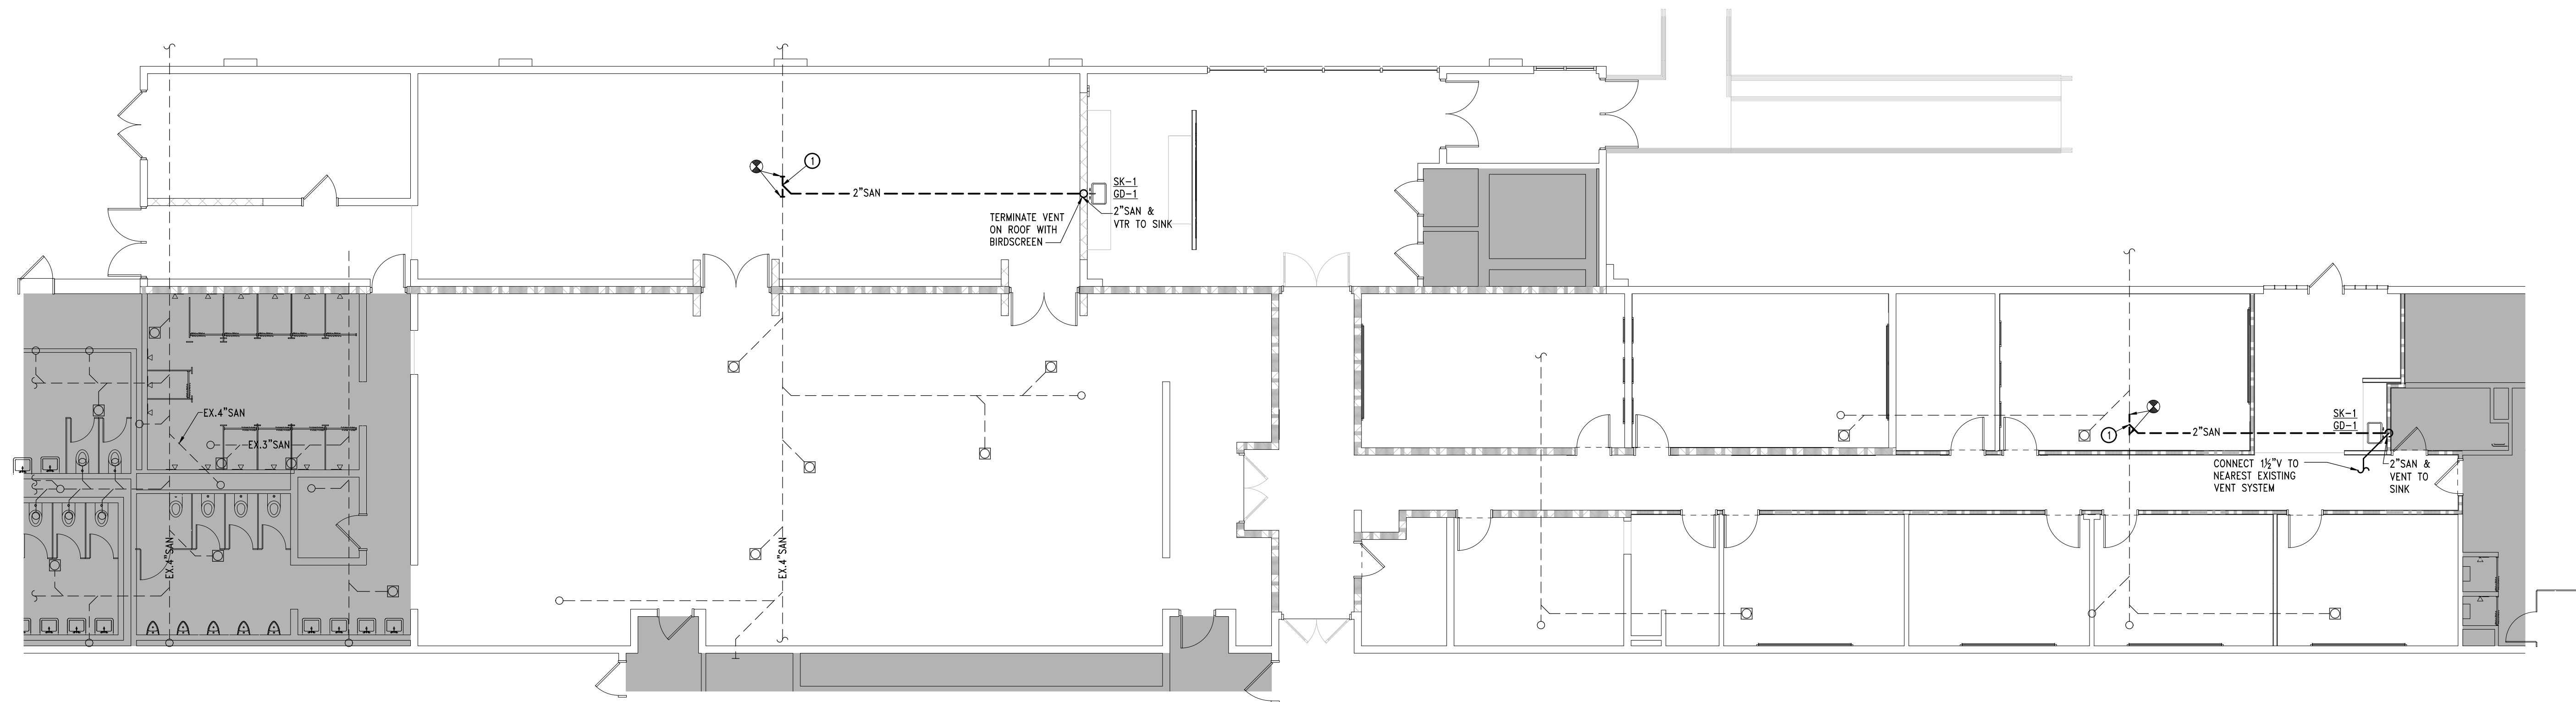 1
2"SAN
SK-1
GD-1
2"SAN &
VTR TO SINK
TERMINATE VENT
ON ROOF WITH
BIRDSCREEN
EX.4"SAN
EX.3"SAN
EX.4"SAN
EX.4"SAN
1
2"SAN
SK-1
GD-1
CONNECT 1½"V TO
NEAREST EXISTING
VENT SYSTEM
2"SAN &
VENT TO
SINK